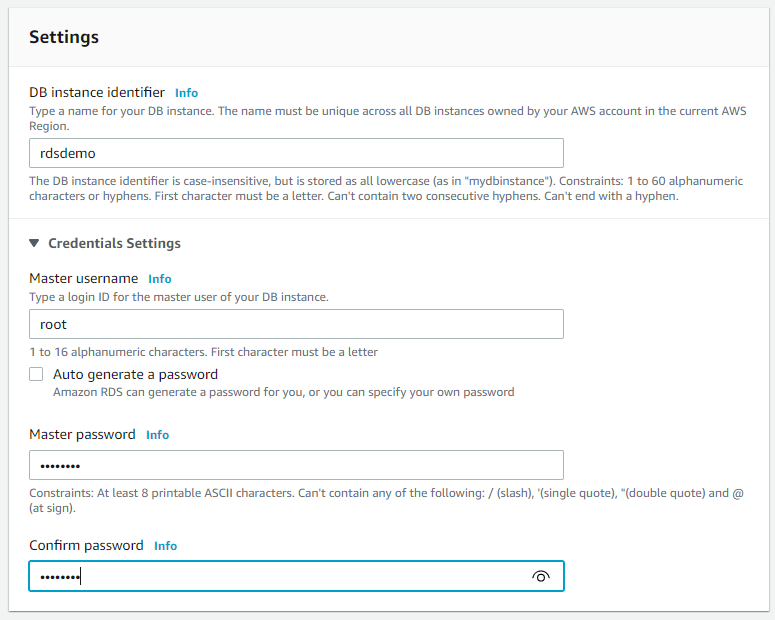 Settings
DB instance identifier Info
Type a name for your DB instance. The name must be unique across all DB instances owned by your AWS account in the current AWS
Region.
rdsdemo
The DB instance identifier is case-insensitive, but is stored as all lowercase (as in "mydbinstance"). Constraints: 1 to 60 alphanumeric
characters or hyphens. First character must be a letter. Can't contain two consecutive hyphens. Can't end with a hyphen.
Credentials Settings
Master username Info
Type a login ID for the master user of your DB instance.
root
1 to 16 alphanumeric characters. First character must be a letter
Auto generate a password
Amazon RDS can generate a password for you, or you can specify your own password
Master password Info
••••••••
Constraints: At least 8 printable ASCII characters. Can't contain any of the following: / (slash), '(single quote), "(double quote) and @
(at sign).
Confirm password Info
••••••••